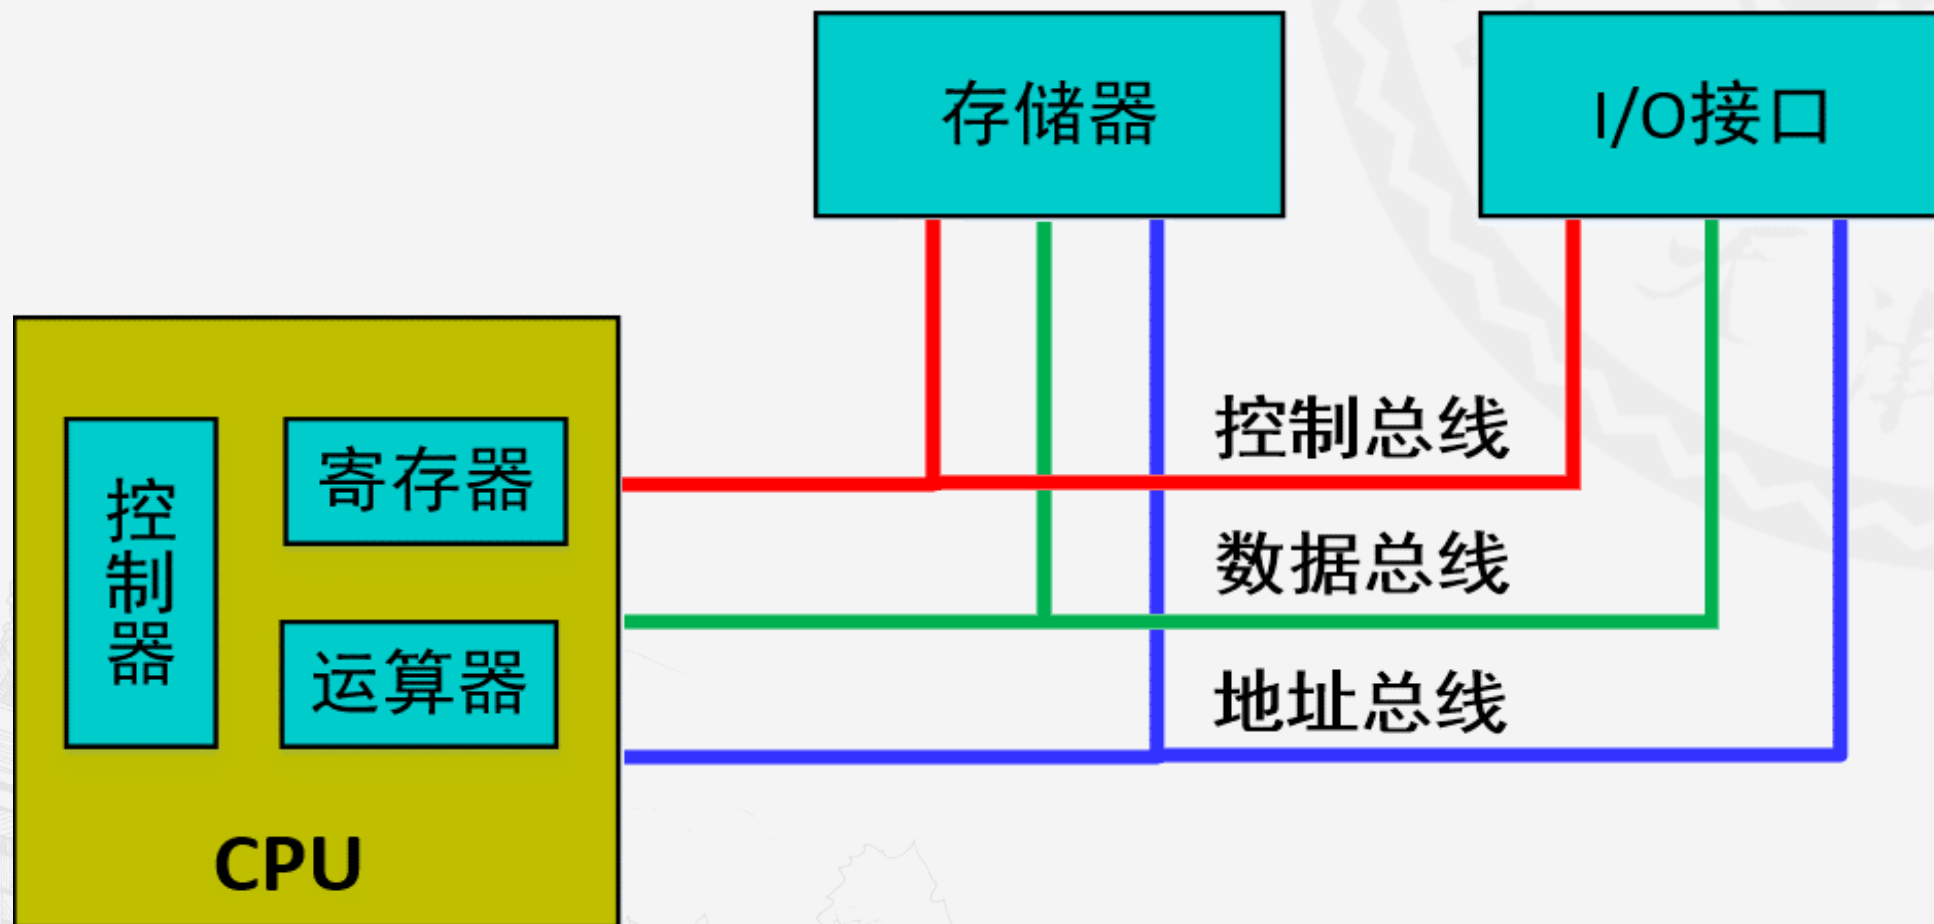 存储器
I/O接口
控制器
寄存器
运算器
CPU
控制总线
数据总线
地址总线